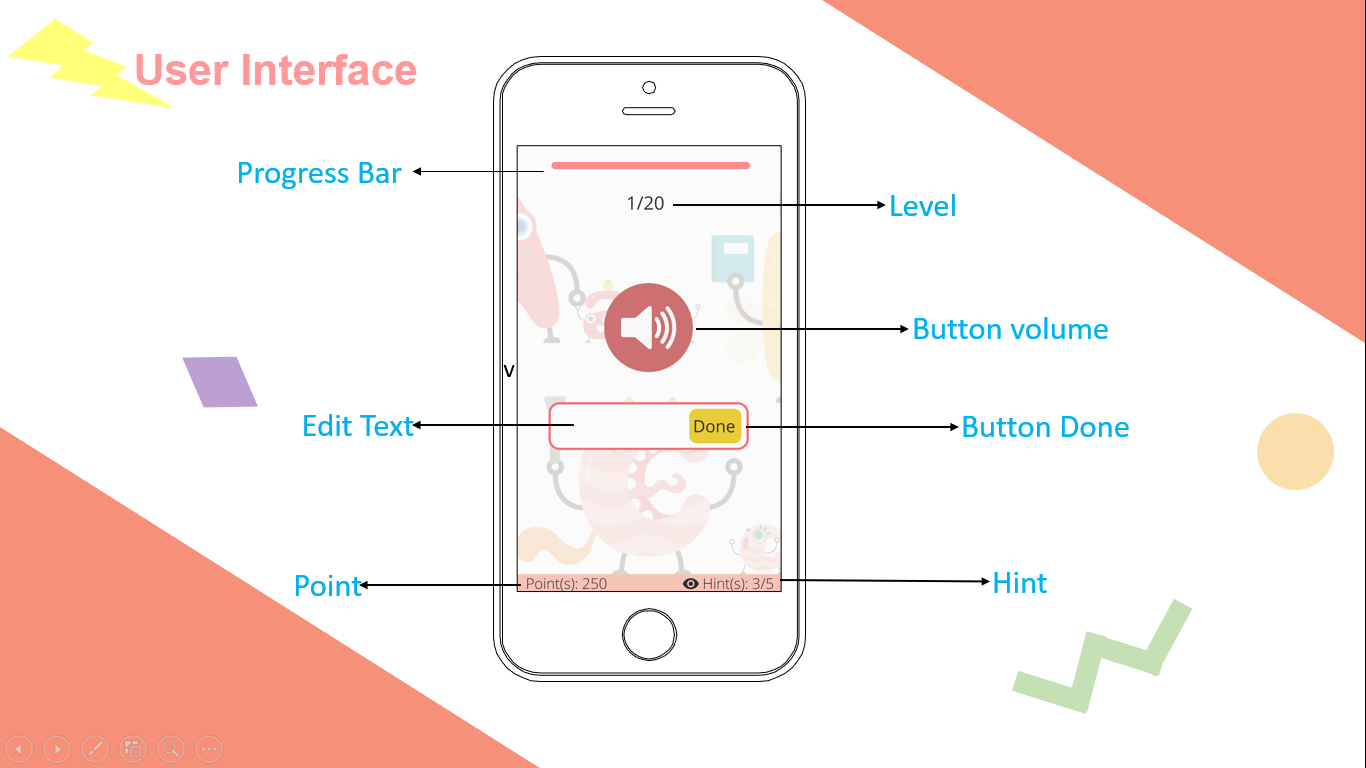 User Interface
Progress Bar
1/20
Level
Button volume
v
Edit Text
Done
Button Done
Point
Point(s): 250
Hint(s): 3/5
Hint